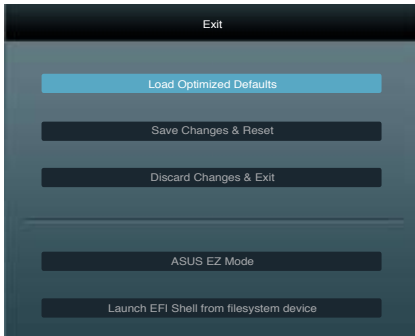 Exit
Load Optimized Defaults
Save Changes & Reset
Discard Changes & Exit
ASUS EZ Mode
Launch EFI Shell from filesystem device